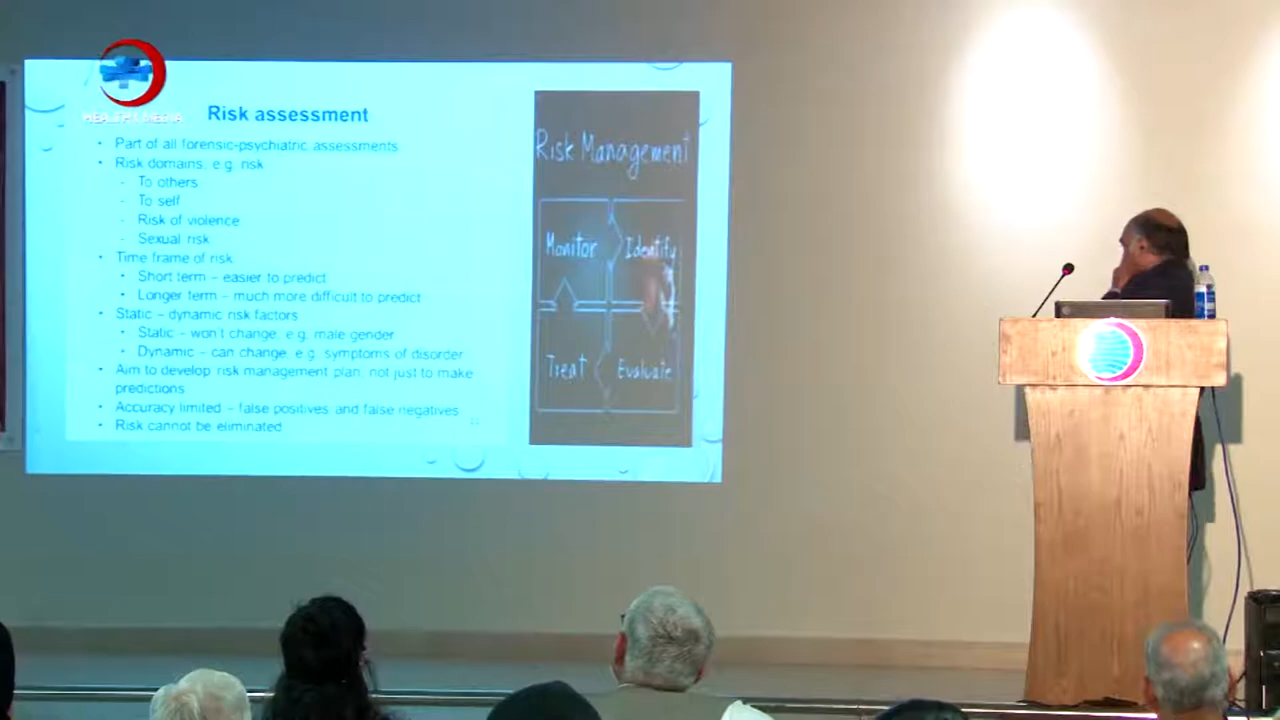 HEALTHX MEDIA
Risk assessment
• Part of all forensic-psychiatric assessments
• Risk domains, e.g. risk
- To others
- To self
- Risk of violence
- Sexual risk
• Time frame of risk
• Short term – easier to predict
• Longer term – much more difficult to predict
• Static – dynamic risk factors
• Static – won't change, e.g. male gender
• Dynamic – can change, e.g. symptoms of disorder
• Aim to develop risk management plan, not just to make
predictions
• Accuracy limited – false positives and false negatives
• Risk cannot be eliminated
Risk Management
Monitor Identify
Treat Evaluate